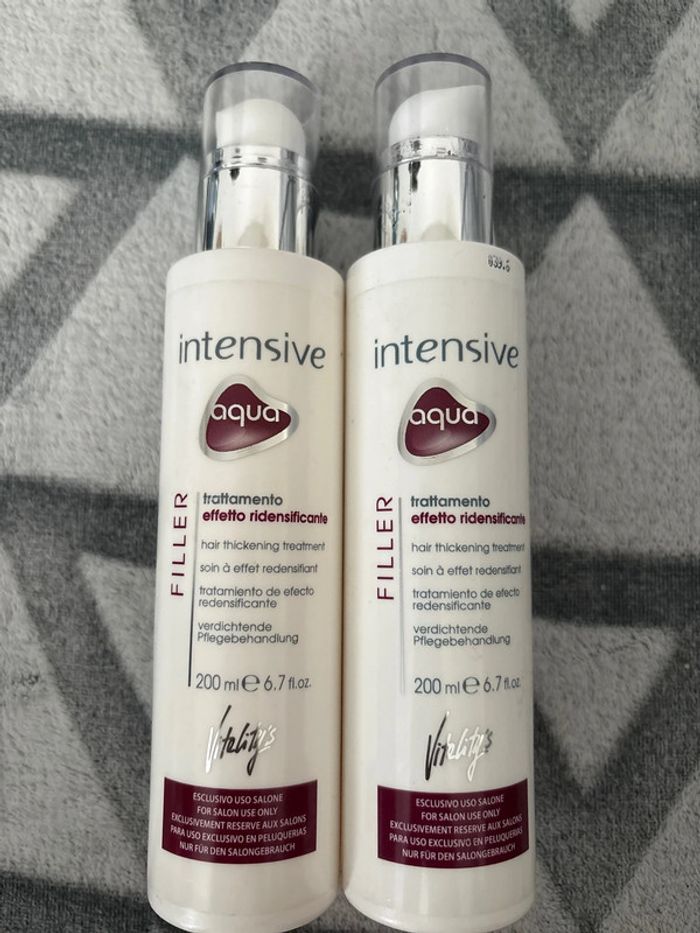 intensive
aqua
FILLER
trattamento
effetto ridensificante
hair thickening treatment
soin à effet redensifiant
tratamiento de efecto
redensificante
verdichtende
Pflegebehandlung
200 ml e 6.7 fl.oz.
Vitality's
ESCLUSIVO USO SALONE
FOR SALON USE ONLY
EXCLUSIVEMENT RESERVE AUX SALONS
PARA USO EXCLUSIVO EN PELUQUERIAS
NUR FÜR DEN SALONGEBRAUCH
intensive
aqua
FILLER
trattamento
effetto ridensificante
hair thickening treatment
soin à effet redensifiant
tratamiento de efecto
redensificante
verdichtende
Pflegebehandlung
200 ml e 6.7 fl.oz.
Vitality's
ESCLUSIVO USO SALONE
FOR SALON USE ONLY
EXCLUSIVEMENT RESERVE AUX SALONS
PARA USO EXCLUSIVO EN PELUQUERIAS
NUR FÜR DEN SALONGEBRAUCH